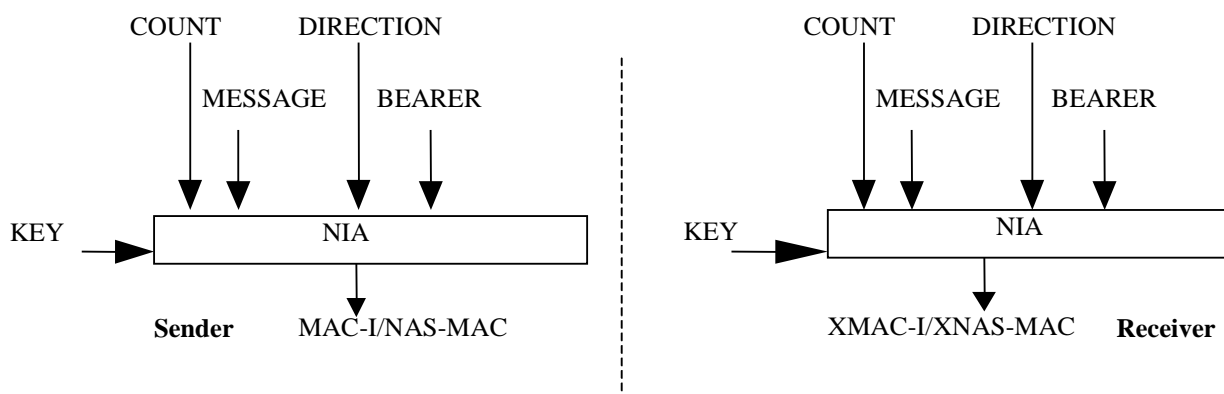 COUNT DIRECTION
MESSAGE BEARER
KEY NIA
Sender MAC-I/NAS-MAC
COUNT DIRECTION
MESSAGE BEARER
KEY NIA
XMAC-I/XNAS-MAC Receiver